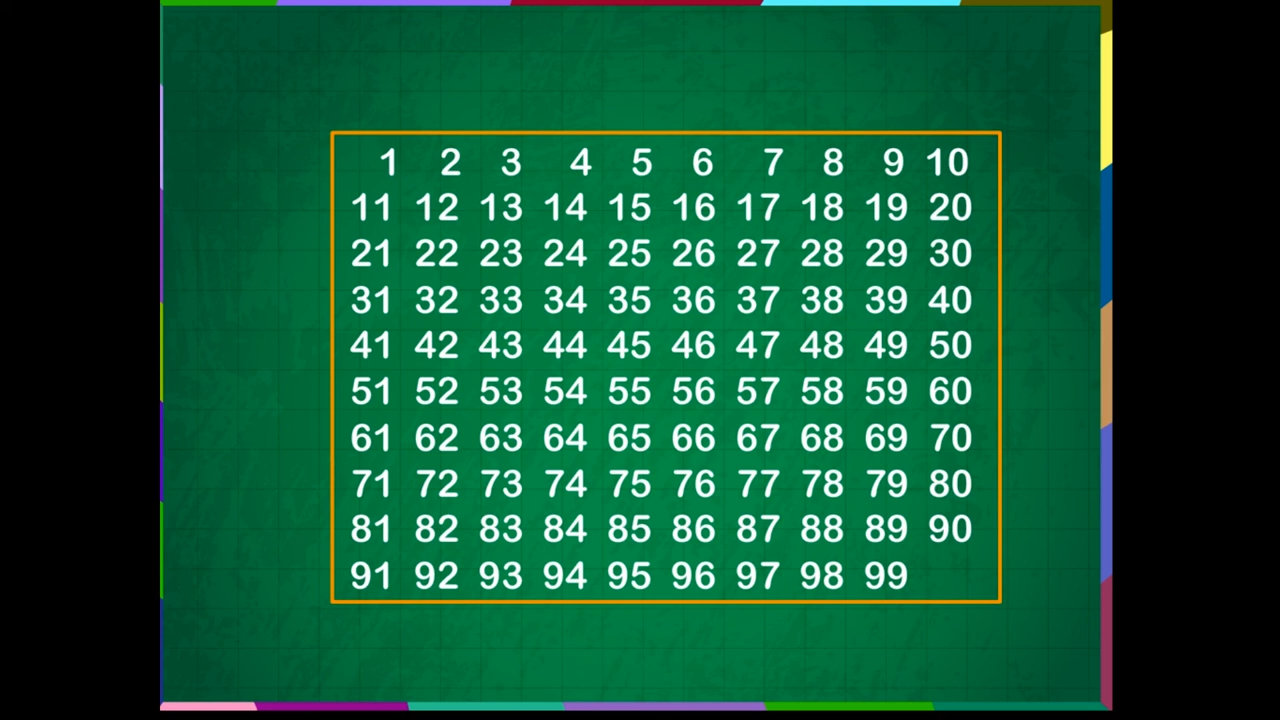 1 2 3 4 5 6 7 8 9 10
11 12 13 14 15 16 17 18 19 20
21 22 23 24 25 26 27 28 29 30
31 32 33 34 35 36 37 38 39 40
41 42 43 44 45 46 47 48 49 50
51 52 53 54 55 56 57 58 59 60
61 62 63 64 65 66 67 68 69 70
71 72 73 74 75 76 77 78 79 80
81 82 83 84 85 86 87 88 89 90
91 92 93 94 95 96 97 98 99